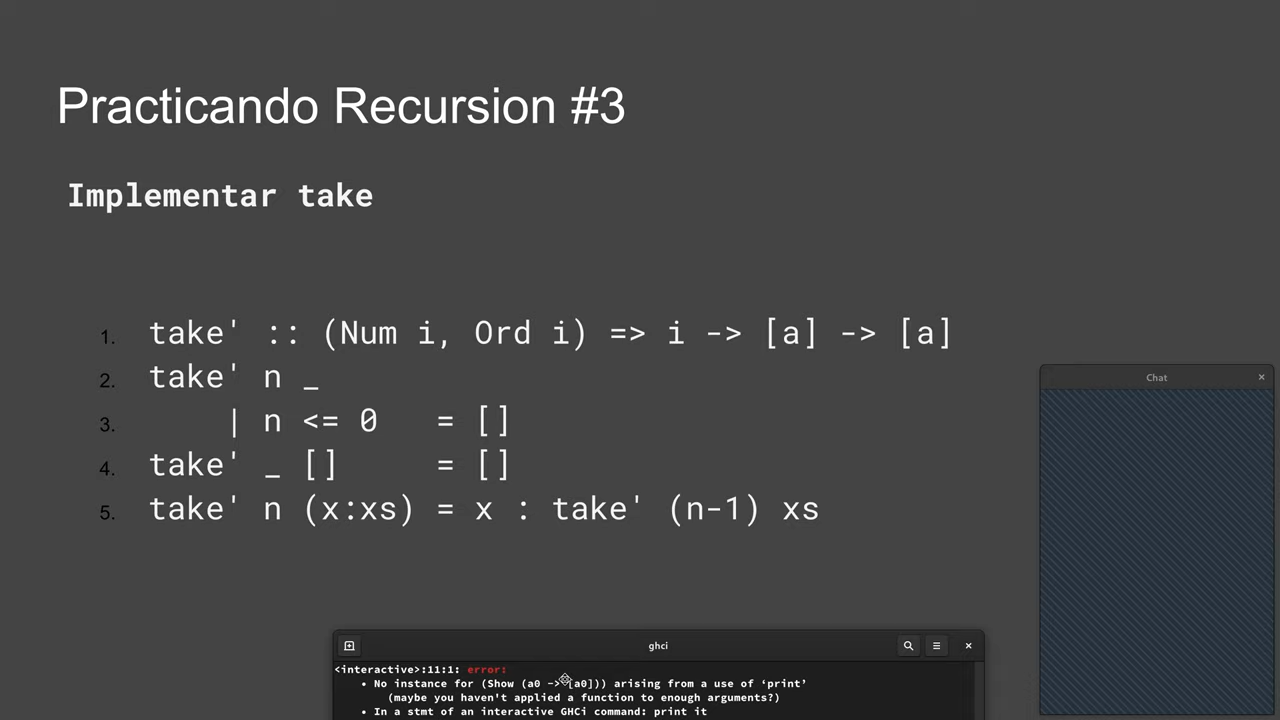 Practicando Recursion #3
Implementar take
1. take' :: (Num i, Ord i) => i -> [a] -> [a]
2. take' n _
3. | n <= 0 = []
4. take' _ [] = []
5. take' n (x:xs) = x : take' (n-1) xs
Chat ×
ghci ×
<interactive>:11:1: error:
• No instance for (Show (a0 -> [a0])) arising from a use of ‘print’
(maybe you haven't applied a function to enough arguments?)
• In a stmt of an interactive GHCi command: print it